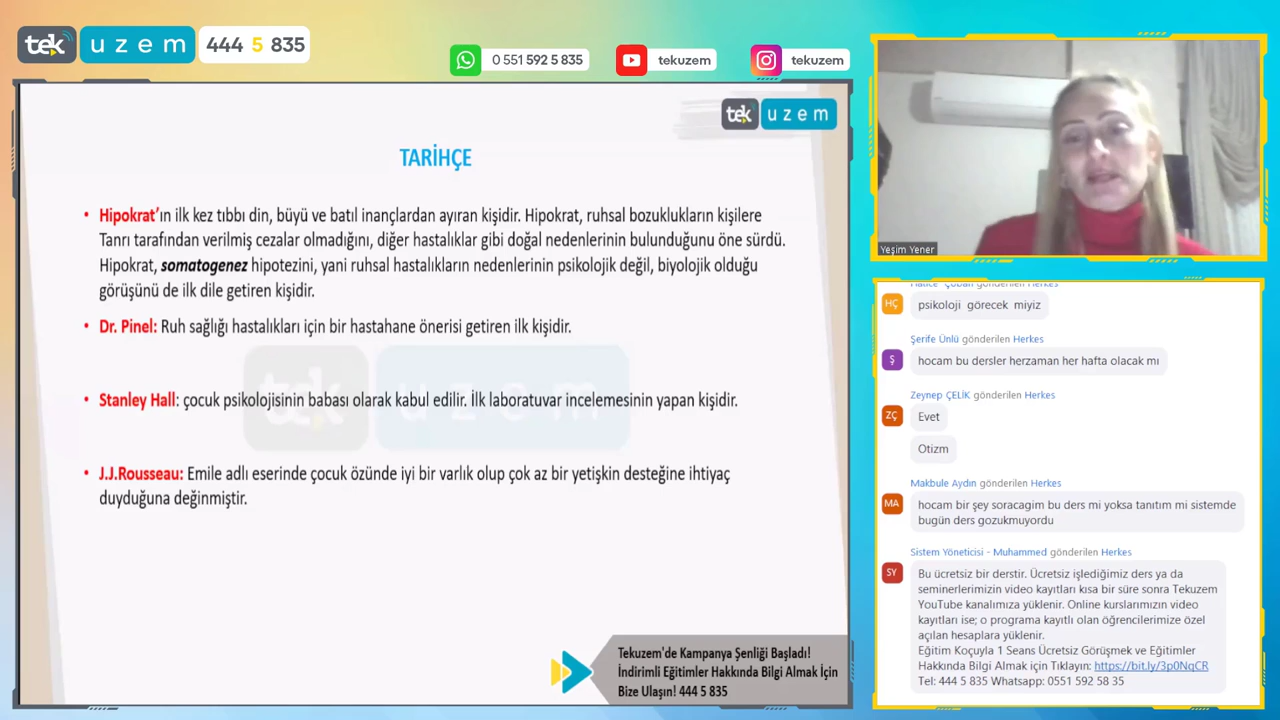 tek uzem 444 5 835
0 551 592 5 835
tekuzem
tekuzem
tek uzem
TARİHÇE
• Hipokrat'ın ilk kez tıbbı din, büyü ve batıl inançlardan ayıran kişidir. Hipokrat, ruhsal bozuklukların kişilere
Tanrı tarafından verilmiş cezalar olmadığını, diğer hastalıklar gibi doğal nedenlerinin bulunduğunu öne sürdü.
Hipokrat, somatogenez hipotezini, yani ruhsal hastalıkların nedenlerinin psikolojik değil, biyolojik olduğu
görüşünü de ilk dile getiren kişidir.
• Dr. Pinel: Ruh sağlığı hastalıkları için bir hastahane önerisi getiren ilk kişidir.
• Stanley Hall: çocuk psikolojisinin babası olarak kabul edilir. İlk laboratuvar incelemesinin yapan kişidir.
• J.J.Rousseau: Emile adlı eserinde çocuk özünde iyi bir varlık olup çok az bir yetişkin desteğine ihtiyaç
duyduğuna değinmiştir.
tek uzem
Tekuzem'de Kampanya Şenliği Başladı!
İndirimli Eğitimler Hakkında Bilgi Almak İçin
Bize Ulaşın! 444 5 835
Yeşim Yener
HÇ
psikoloji görecek miyiz
Şerife Ünlü gönderilen Herkes
Ş
hocam bu dersler herzaman her hafta olacak mı
Zeynep ÇELİK gönderilen Herkes
ZÇ
Evet
Otizm
Makbule Aydın gönderilen Herkes
MA
hocam bir şey soracagim bu ders mi yoksa tanıtım mi sistemde
bugün ders gozukmuyordu
Sistem Yöneticisi - Muhammed gönderilen Herkes
SY
Bu ücretsiz bir derstir. Ücretsiz işlediğimiz ders ya da
seminerlerimizin video kayıtları kısa bir süre sonra Tekuzem
YouTube kanalımıza yüklenir. Online kurslarımızın video
kayıtları ise; o programa kayıtlı olan öğrencilerimize özel
açılan hesaplara yüklenir.
Eğitim Koçuyla 1 Seans Ücretsiz Görüşmek ve Eğitimler
Hakkında Bilgi Almak için Tıklayın: https://bit.ly/3p0NqCR
Tel: 444 5 835 Whatsapp: 0551 592 58 35